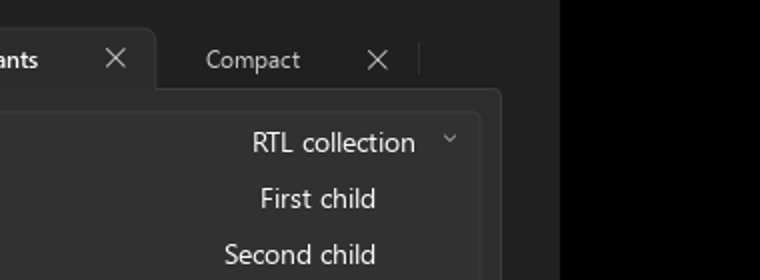 ants
Compact
RTL collection
First child
Second child